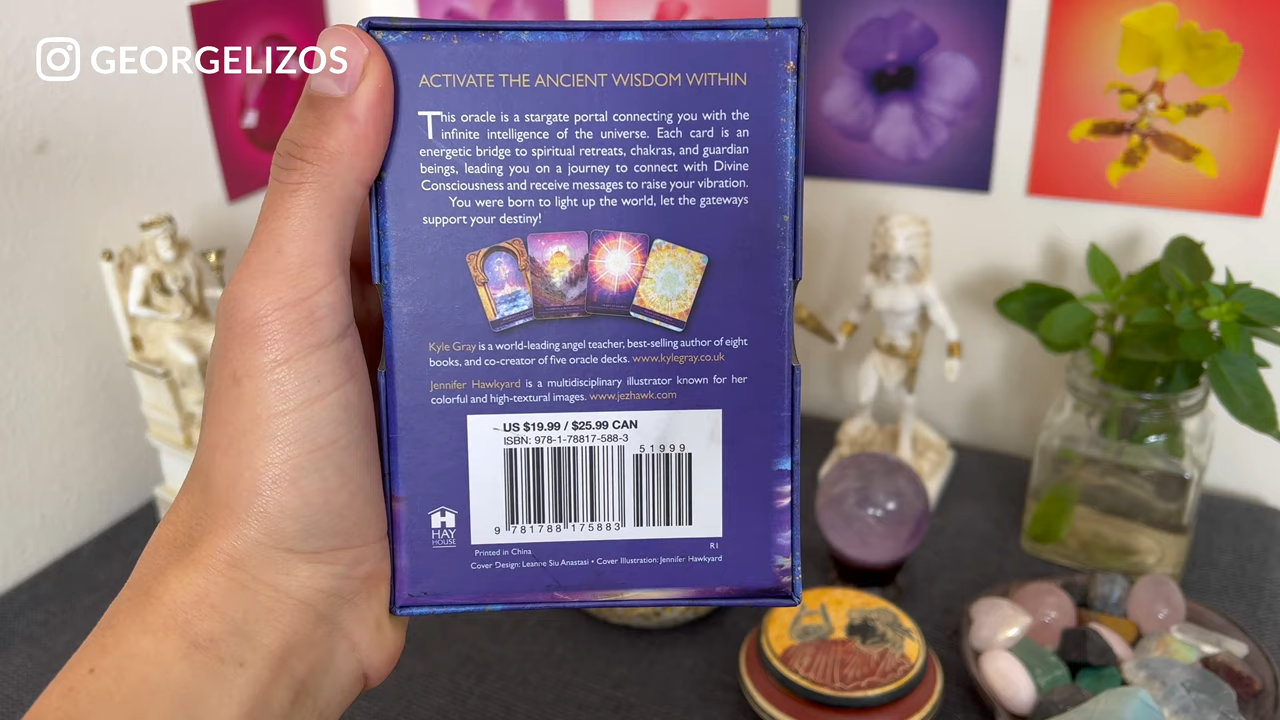 GEORGELIZOS
ACTIVATE THE ANCIENT WISDOM WITHIN
This oracle is a stargate portal connecting you with the
infinite intelligence of the universe. Each card is an
energetic bridge to spiritual retreats, chakras, and guardian
beings, leading you on a journey to connect with Divine
Consciousness and receive messages to raise your vibration.
You were born to light up the world, let the gateways
support your destiny!
Kyle Gray is a world-leading angel teacher, best-selling author of eight
books, and co-creator of five oracle decks. www.kylegray.co.uk
Jennifer Hawkyard is a multidisciplinary illustrator known for her
colorful and high-textural images. www.jezhawk.com
US $19.99 / $25.99 CAN
ISBN: 978-1-78817-588-3
51999
9 781788 175883
HAY
HOUSE
Printed in China
R1
Cover Design: Leanne Siu Anastasi • Cover Illustration: Jennifer Hawkyard